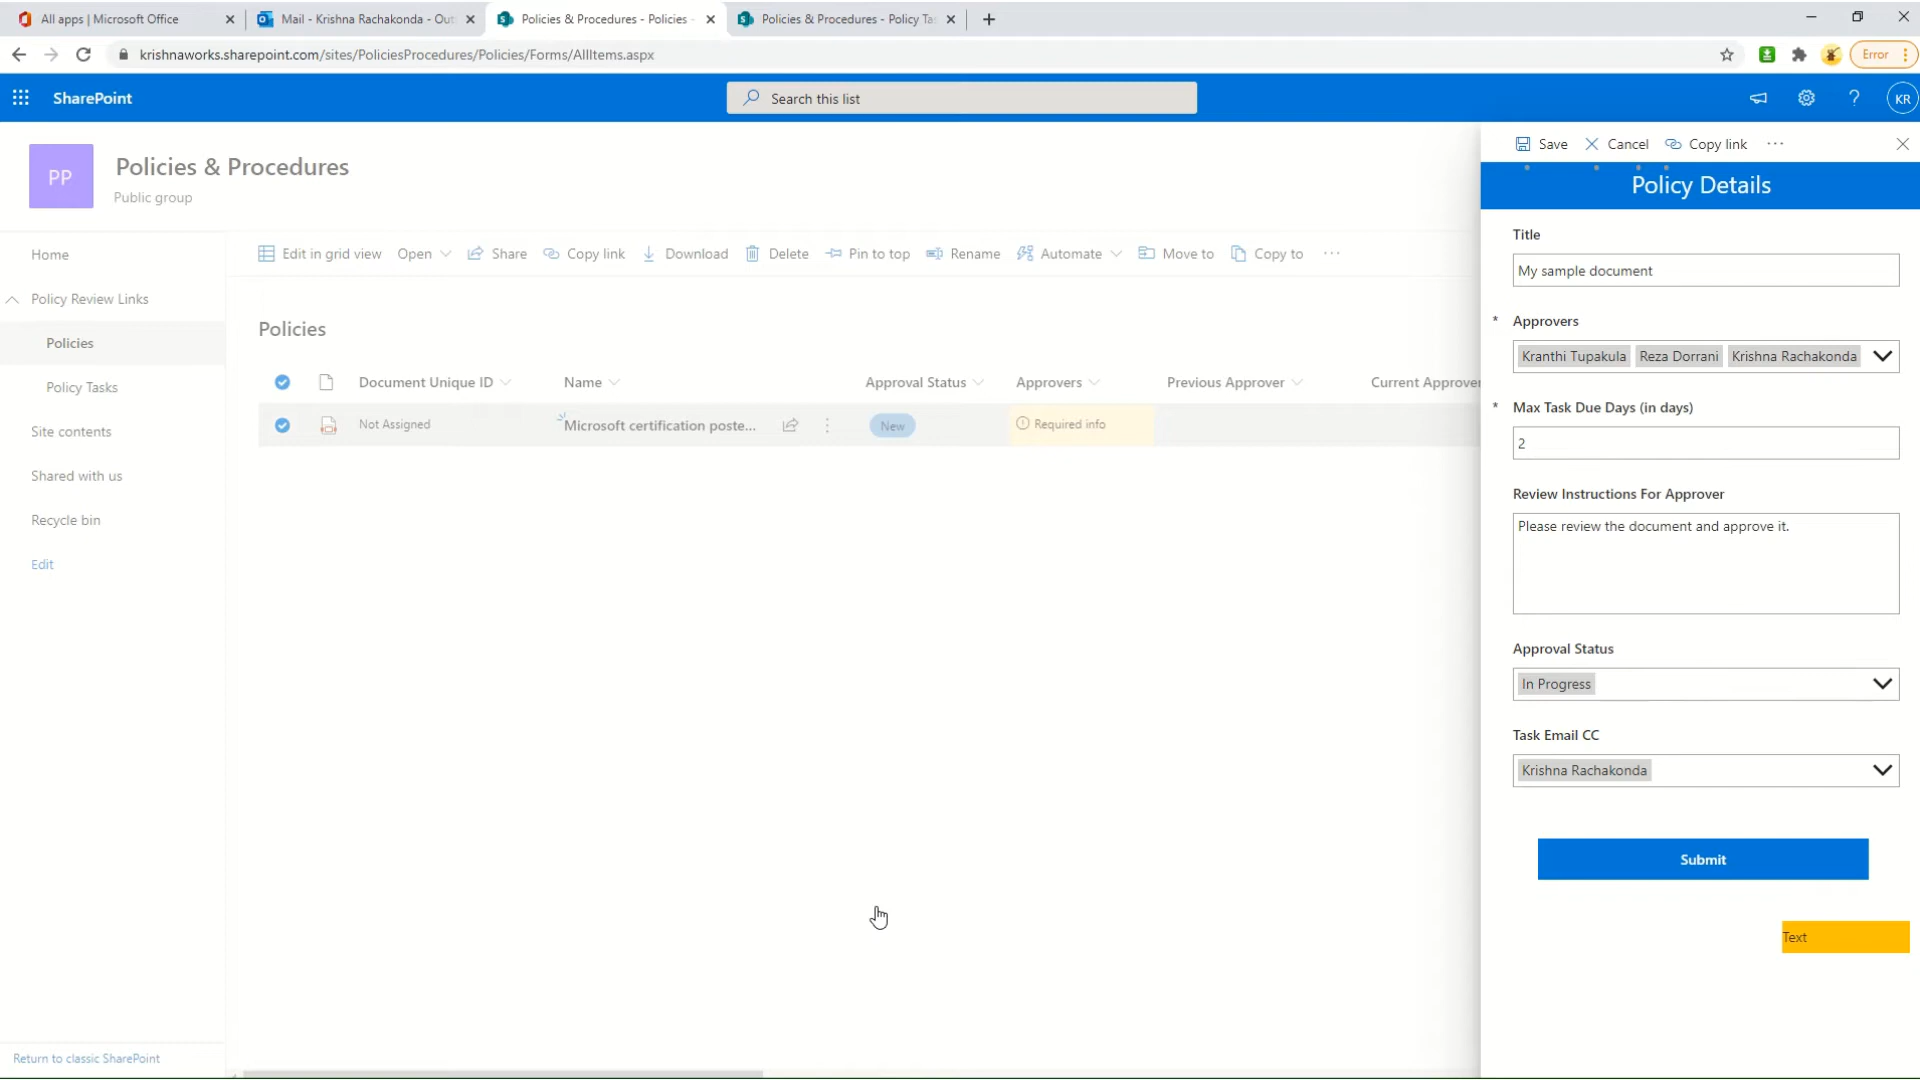 All apps | Microsoft Office
Mail - Krishna Rachakonda - Out
Policies & Procedures - Policies -
Policies & Procedures - Policy Ta
krishnaworks.sharepoint.com/sites/PoliciesProcedures/Policies/Forms/AllItems.aspx
Error
SharePoint
Search this list
?
KR
PP
Policies & Procedures
Public group
Home
Policy Review Links
Policies
Policy Tasks
Site contents
Shared with us
Recycle bin
Edit
Return to classic SharePoint
Edit in grid view Open Share Copy link Download Delete Pin to top Rename Automate Move to Copy to ...
Policies
Document Unique ID Name Approval Status Approvers Previous Approver Current Approver
Not Assigned Microsoft certification poste... New Required info
Save Cancel Copy link ...
Policy Details
Title
My sample document
* Approvers
Kranthi Tupakula Reza Dorrani Krishna Rachakonda
* Max Task Due Days (in days)
2
Review Instructions For Approver
Please review the document and approve it.
Approval Status
In Progress
Task Email CC
Krishna Rachakonda
Submit
Text